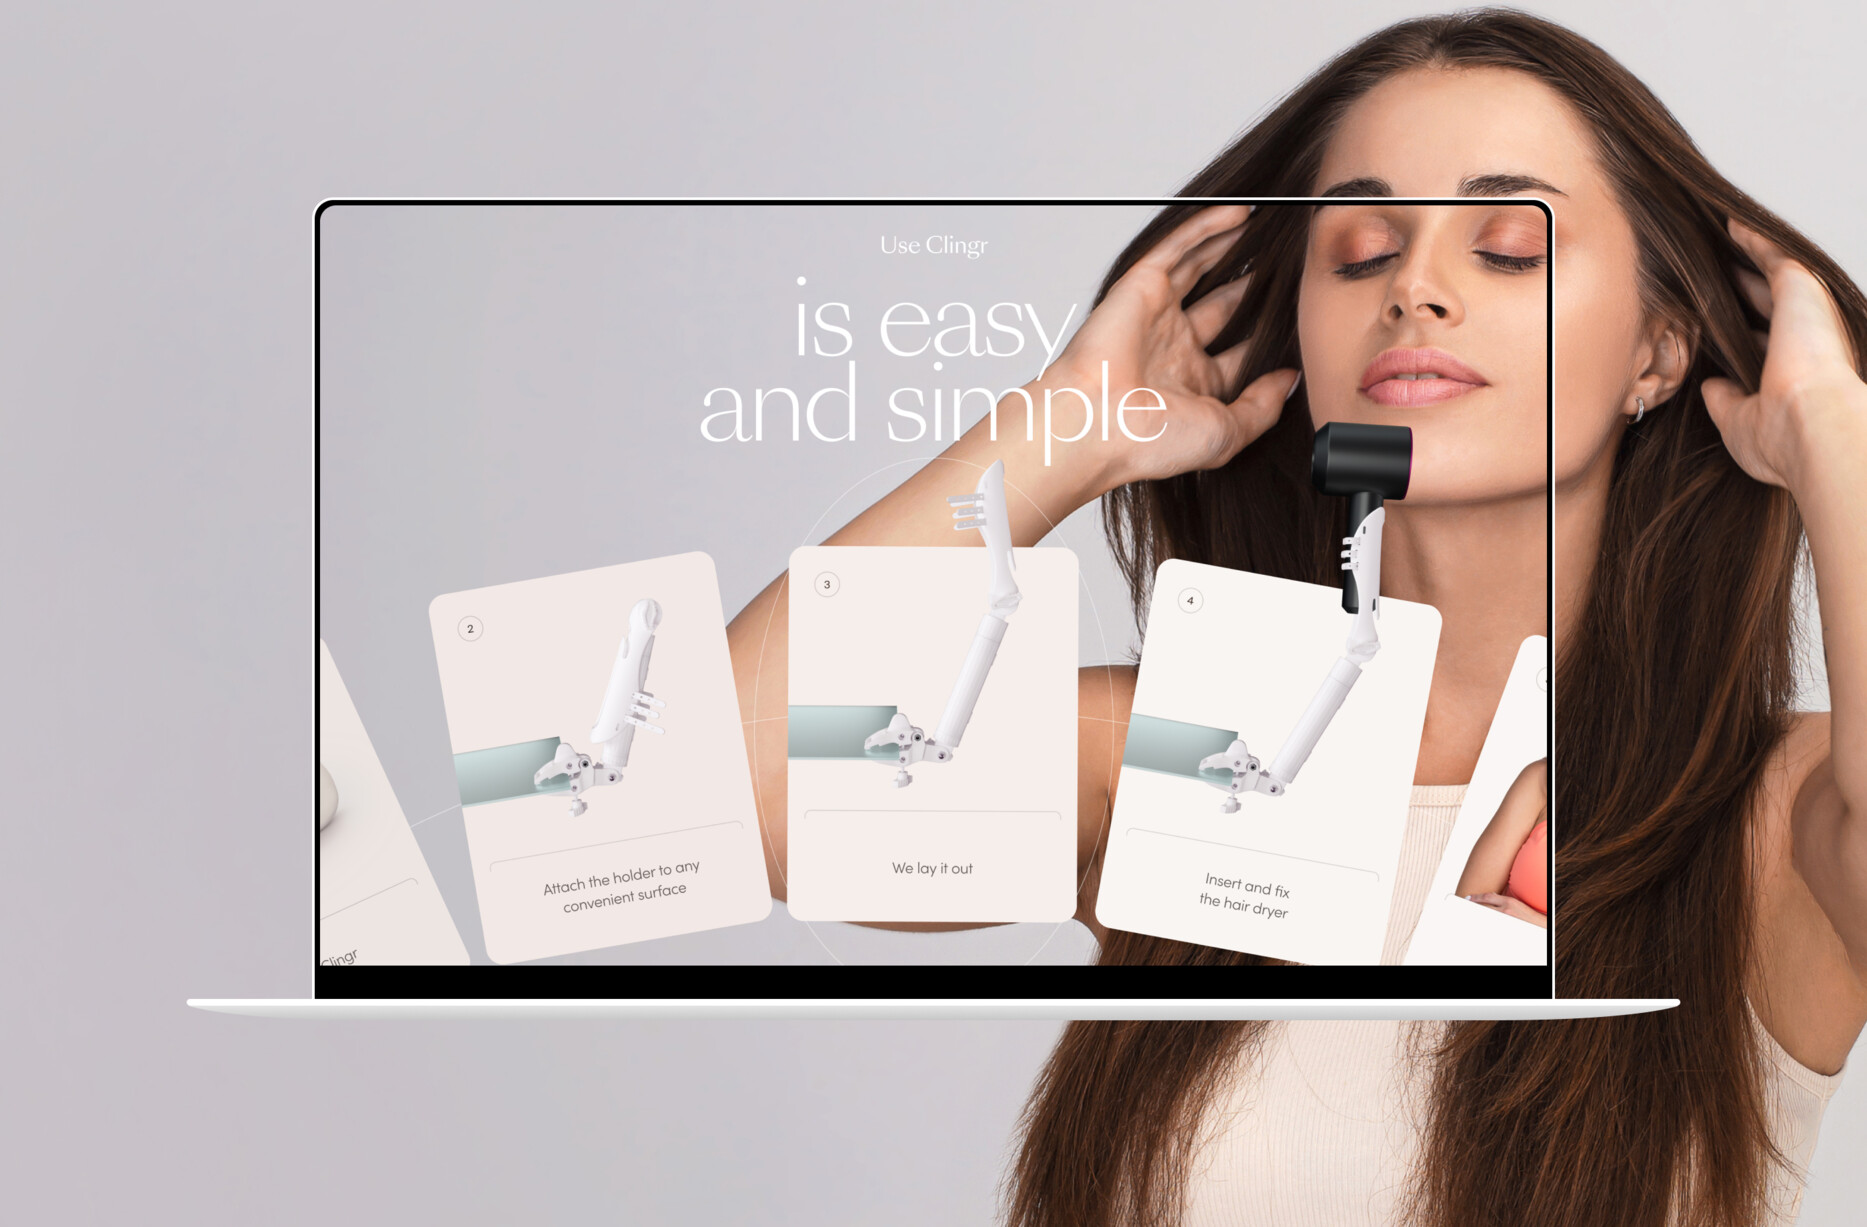 Use Clingr
is easy
and simple
Clingr
2
Attach the holder to any
convenient surface
3
We lay it out
4
Insert and fix
the hair dryer